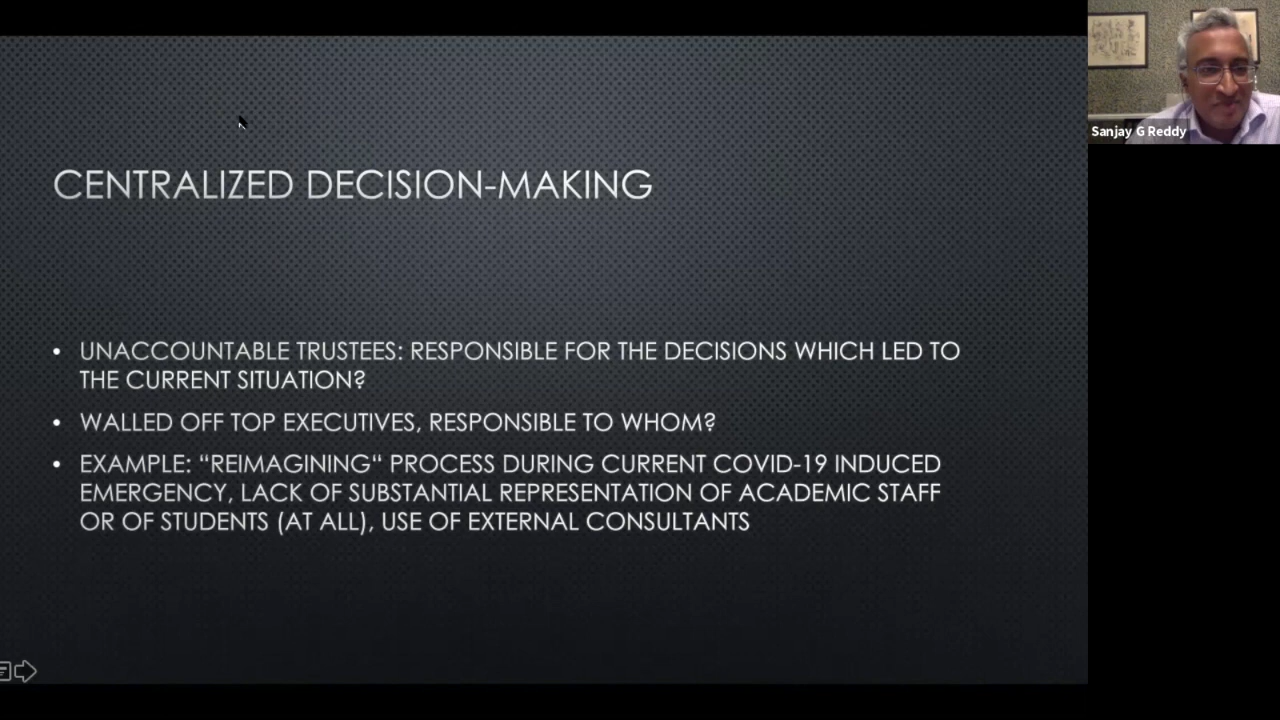 CENTRALIZED DECISION-MAKING
• UNACCOUNTABLE TRUSTEES: RESPONSIBLE FOR THE DECISIONS WHICH LED TO
THE CURRENT SITUATION?
• WALLED OFF TOP EXECUTIVES, RESPONSIBLE TO WHOM?
• EXAMPLE: “REIMAGINING“ PROCESS DURING CURRENT COVID-19 INDUCED
EMERGENCY, LACK OF SUBSTANTIAL REPRESENTATION OF ACADEMIC STAFF
OR OF STUDENTS (AT ALL), USE OF EXTERNAL CONSULTANTS
Sanjay G Reddy